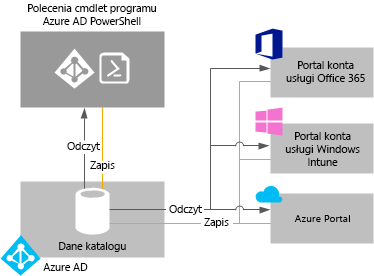 Polecenia cmdlet programu
Azure AD PowerShell
Portal konta
usługi Office 365
Odczyt
Portal konta
usługi Windows
Intune
Zapis
Odczyt
Azure Portal
Zapis
Dane katalogu
Azure AD